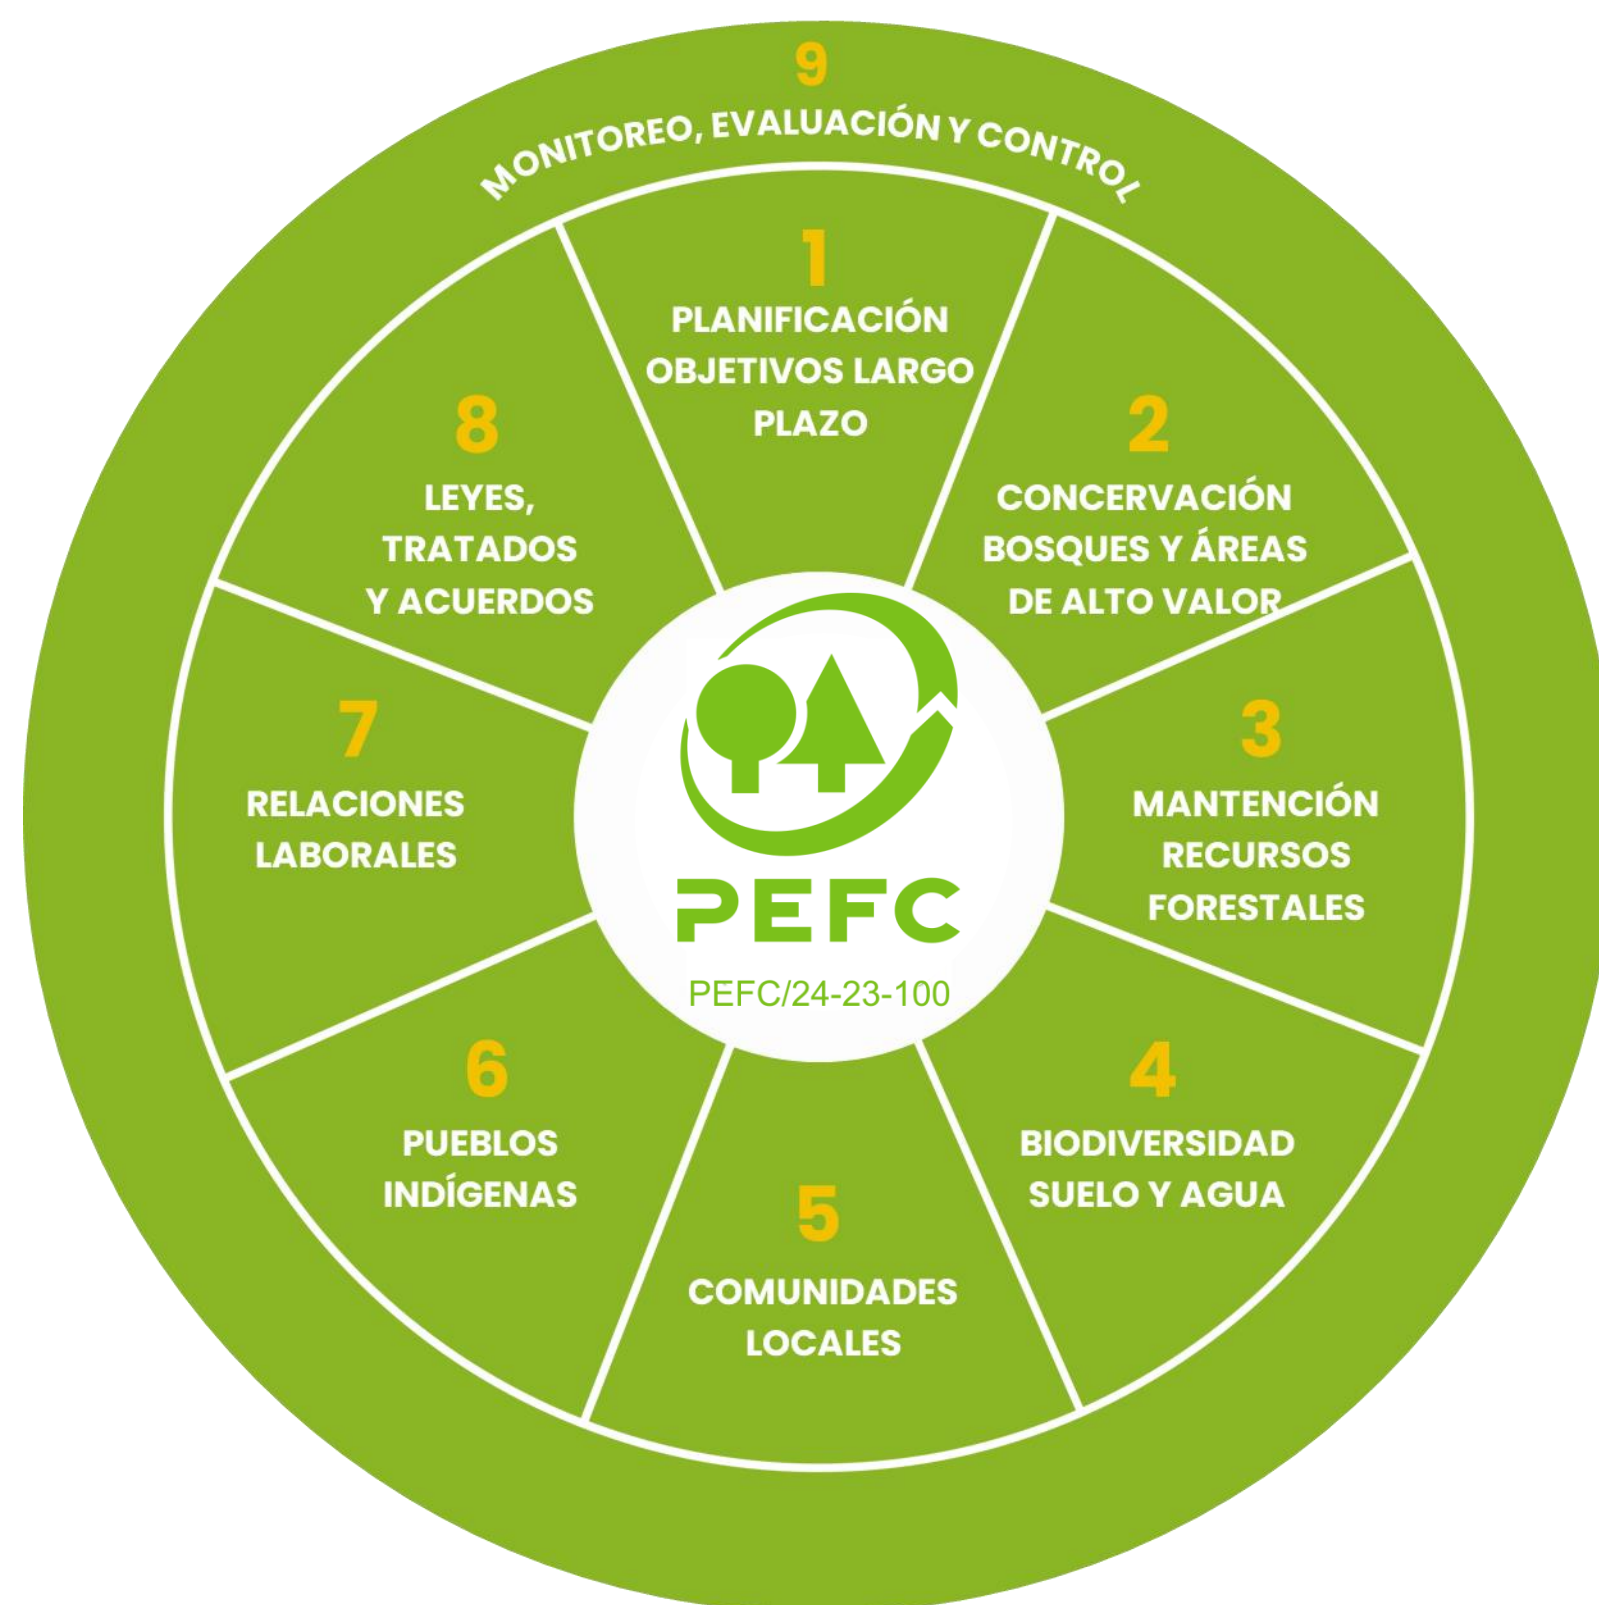 9
MONITOREO, EVALUACIÓN Y CONTROL
1
PLANIFICACIÓN
OBJETIVOS LARGO
PLAZO
2
CONCERVACIÓN
BOSQUES Y ÁREAS
DE ALTO VALOR
3
MANTENCIÓN
RECURSOS
FORESTALES
4
BIODIVERSIDAD
SUELO Y AGUA
5
COMUNIDADES
LOCALES
6
PUEBLOS
INDÍGENAS
7
RELACIONES
LABORALES
8
LEYES,
TRATADOS
Y ACUERDOS
PEFC
PEFC/24-23-100